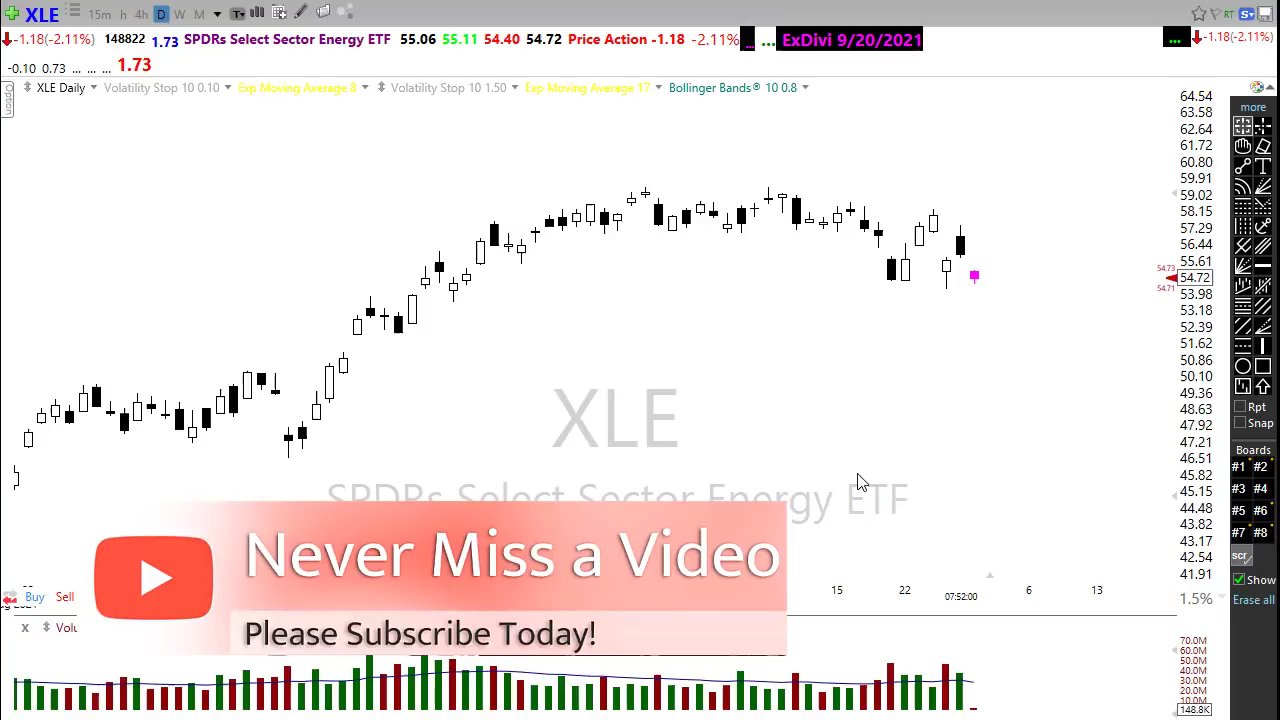 XLE 15m h 4h D W M T RT S
-1.18(-2.11%) 148822 1.73 SPDRs Select Sector Energy ETF 55.06 55.11 54.40 54.72 Price Action -1.18 -2.11% ... ... ExDivi 9/20/2021 ... -1.18(-2.11%)
-0.10 0.73 ... ... ... 1.73
Option XLE Daily Volatility Stop 10 0.10 Exp Moving Average 8 Volatility Stop 10 1.50 Exp Moving Average 17 Bollinger Bands® 10 0.8
64.54
63.58
62.64
61.72
60.80
59.91
59.02
58.15
57.29
56.44
55.61
54.73
54.72
54.71
53.98
53.18
52.39
51.62
50.86
50.10
49.36
48.63
47.92
47.21
46.51
45.82
45.15
44.48
43.82
43.17
42.54
41.91
1.5%
XLE
SPDRs Select Sector Energy ETF
Never Miss a Video
Please Subscribe Today!
Buy Sell
15 22 07:52:00 6 13
X Volu
70.0M
60.0M
50.0M
40.0M
30.0M
20.0M
10.0M
148.8K
more
Rpt
Snap
Boards
#1 #2
#3 #4
#5 #6
#7 #8
scr
Show
Erase all